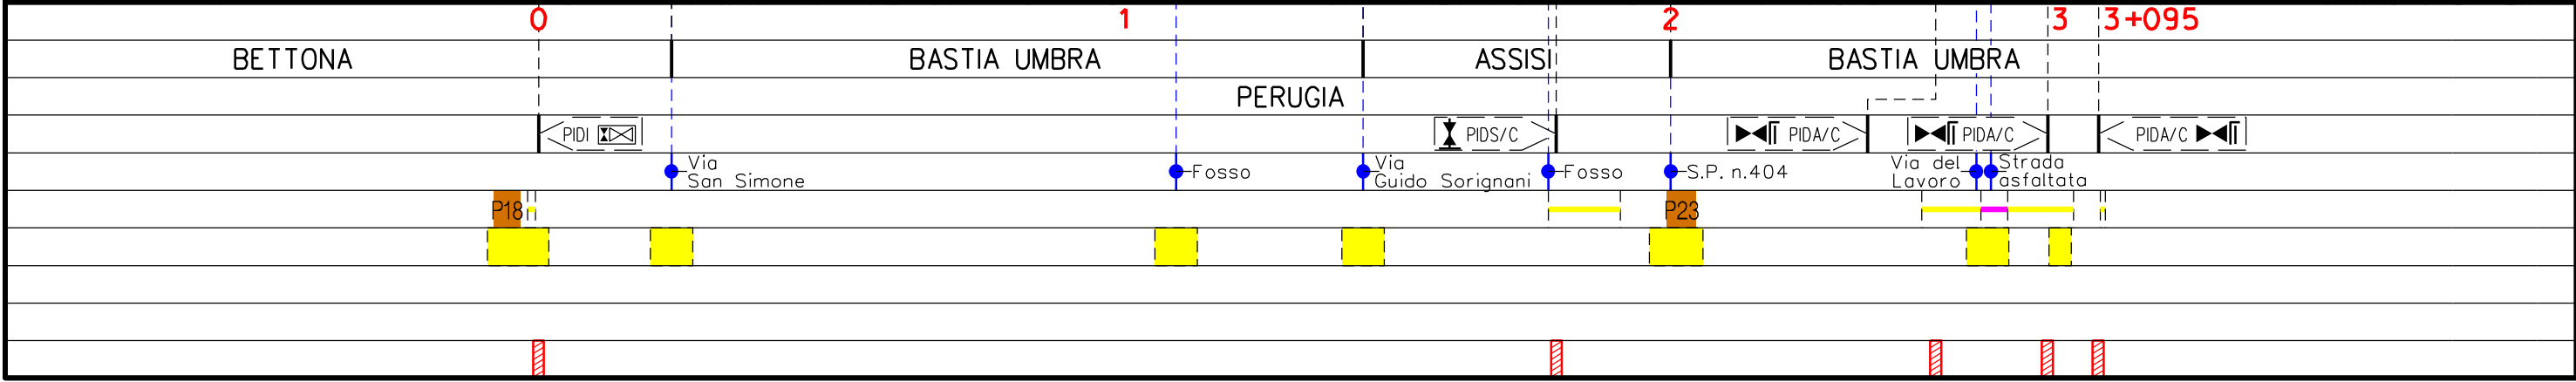 0 1 2 3 3+095
BETTONA BASTIA UMBRA ASSISI BASTIA UMBRA
PERUGIA
PIDI PIDS/C PIDA/C PIDA/C PIDA/C
Via
San Simone
Fosso
Via
Guido Sorignani
Fosso
S.P. n.404
Via del
Lavoro
Strada
asfaltata
P18 P23